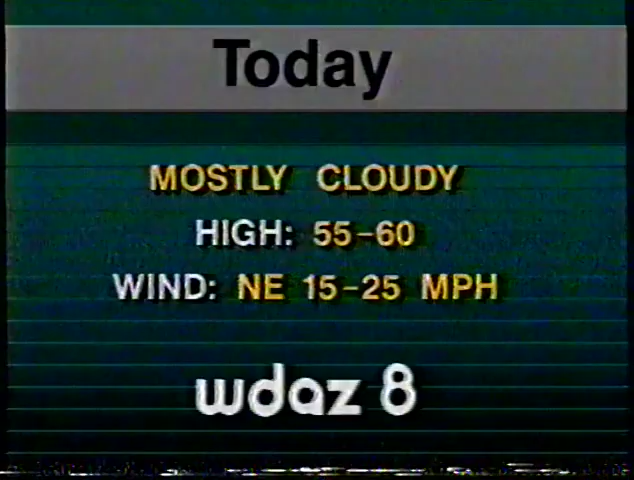 Today
MOSTLY CLOUDY
HIGH: 55-60
WIND: NE 15-25 MPH
wdaz 8